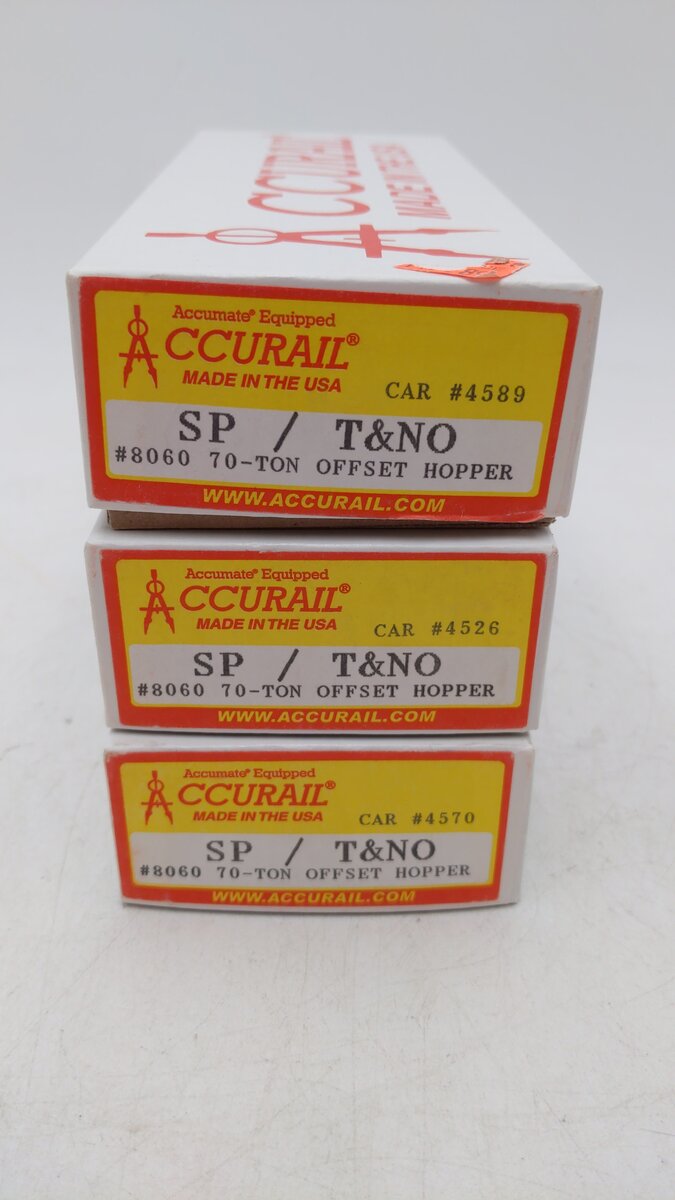 ACCURAIL
MADE IN THE USA
Accumate® Equipped
ACCURAIL®
MADE IN THE USA
CAR #4589
SP / T&NO
#8060 70-TON OFFSET HOPPER
WWW.ACCURAIL.COM
Accumate® Equipped
ACCURAIL®
MADE IN THE USA
CAR #4526
SP / T&NO
#8060 70-TON OFFSET HOPPER
WWW.ACCURAIL.COM
Accumate® Equipped
ACCURAIL®
MADE IN THE USA
CAR #4570
SP / T&NO
#8060 70-TON OFFSET HOPPER
WWW.ACCURAIL.COM